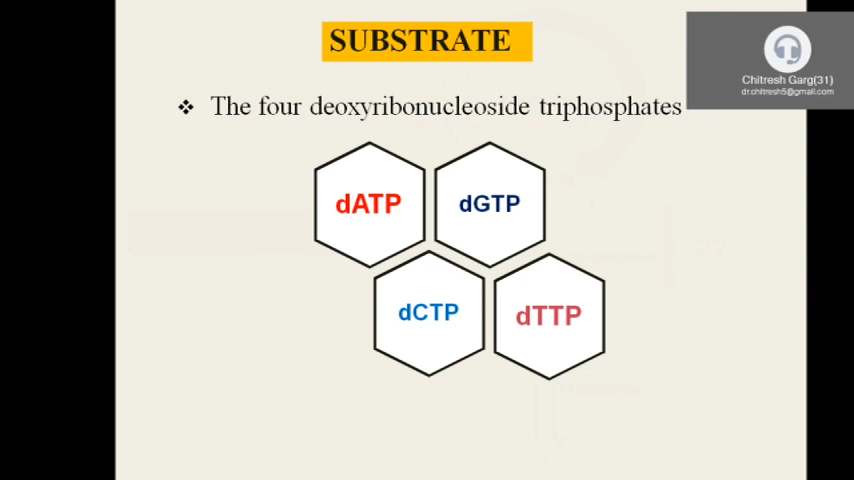 SUBSTRATE
Chitresh Garg(31)
dr.chitresh5@gmail.com
❖ The four deoxyribonucleoside triphosphates
dATP
dGTP
dCTP
dTTP